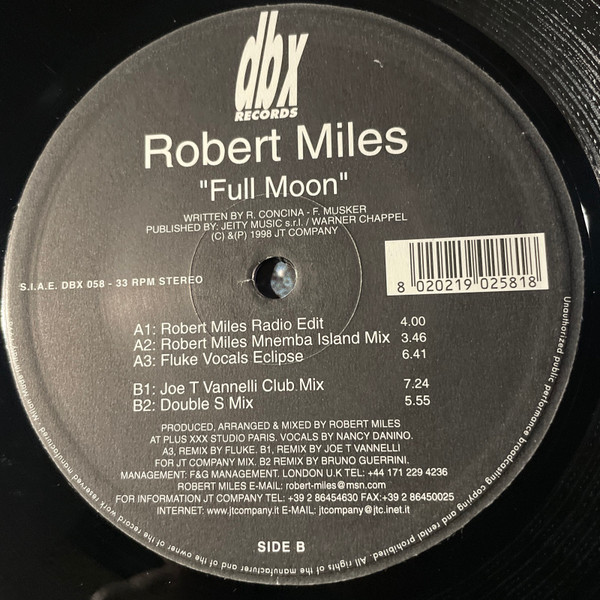 dbx
RECORDS
Robert Miles
"Full Moon"
WRITTEN BY R. CONCINA - F. MUSKER
PUBLISHED BY: JEITY MUSIC s.r.l. / WARNER CHAPPEL
(C) &(P) 1998 JT COMPANY
S.I.A.E. DBX 058 - 33 RPM STEREO
8 020219 025818
A1: Robert Miles Radio Edit 4.00
A2: Robert Miles Mnemba Island Mix 3.46
A3: Fluke Vocals Eclipse 6.41
B1: Joe T Vannelli Club Mix 7.24
B2: Double S Mix 5.55
PRODUCED, ARRANGED & MIXED BY ROBERT MILES
AT PLUS XXX STUDIO PARIS. VOCALS BY NANCY DANINO.
A3, REMIX BY FLUKE. B1, REMIX BY JOE T VANNELLI
FOR JT COMPANY MIX. B2 REMIX BY BRUNO GUERRINI.
MANAGEMENT: F&G MANAGEMENT. LONDON U.K TEL: +44 171 229 4236
ROBERT MILES E-MAIL: robert-miles@msn.com
FOR INFORMATION JT COMPANY TEL: +39 2 86454630 FAX:+39 2 86450025
INTERNET: www.jtcompany.it E-MAIL: jtcompany@jtc.inet.it
SIDE B
Unauthorized public performance broadcasting copying and rental prohibited. All rights of the manufacturer and of the owner of the record work reserved